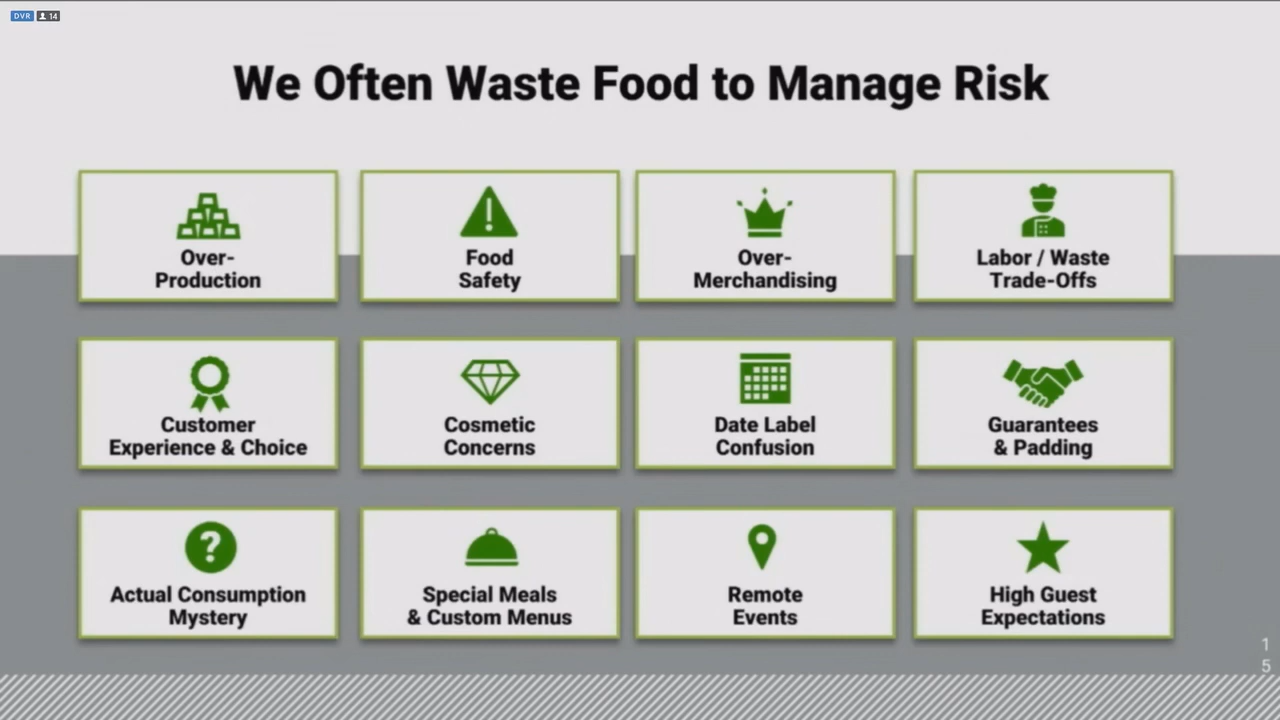 DVR 14
We Often Waste Food to Manage Risk
Over-
Production
Food
Safety
Over-
Merchandising
Labor / Waste
Trade-Offs
Customer
Experience & Choice
Cosmetic
Concerns
Date Label
Confusion
Guarantees
& Padding
Actual Consumption
Mystery
Special Meals
& Custom Menus
Remote
Events
High Guest
Expectations
1
5